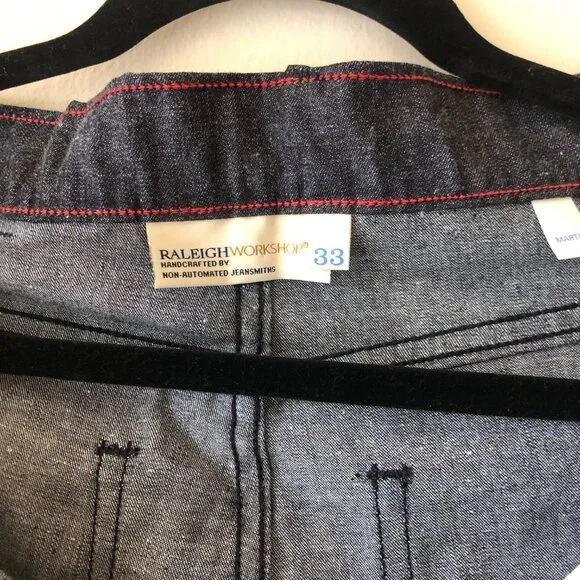 RALEIGHWORKSHOP®
HANDCRAFTED BY
NON-AUTOMATED JEANSMITHS
33